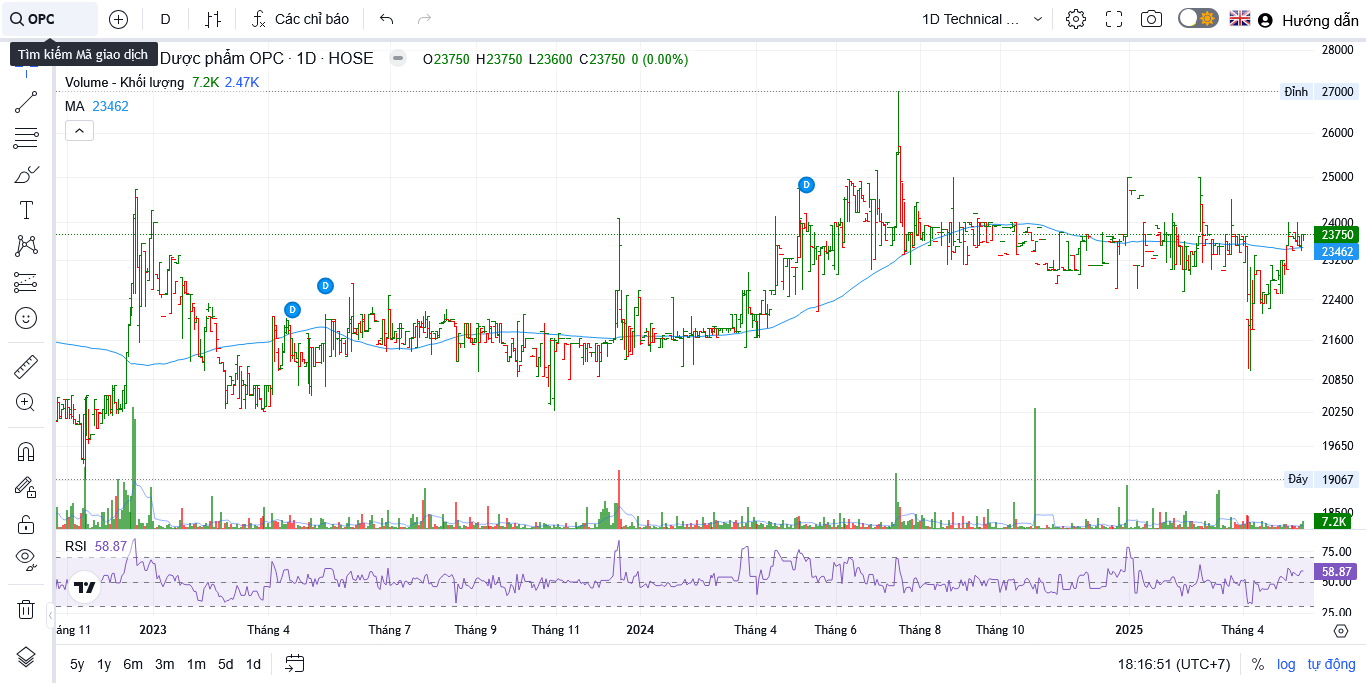 OPC D Các chỉ báo 1D Technical ... Hướng dẫn
Tìm kiếm Mã giao dịch Dược phẩm OPC · 1D · HOSE O23750 H23750 L23600 C23750 0 (0.00%)
Volume - Khối lượng 7.2K 2.47K
MA 23462
28000
Đỉnh 27000
26000
25000
24000
23750
23462
23200
22400
21600
20850
20250
19650
Đáy 19067
18500
7.2K
D
D
D
RSI 58.87
75.00
58.87
50.00
25.00
áng 11 2023 Tháng 4 Tháng 7 Tháng 9 Tháng 11 2024 Tháng 4 Tháng 6 Tháng 8 Tháng 10 2025 Tháng 4
5y 1y 6m 3m 1m 5d 1d 18:16:51 (UTC+7) % log tự động